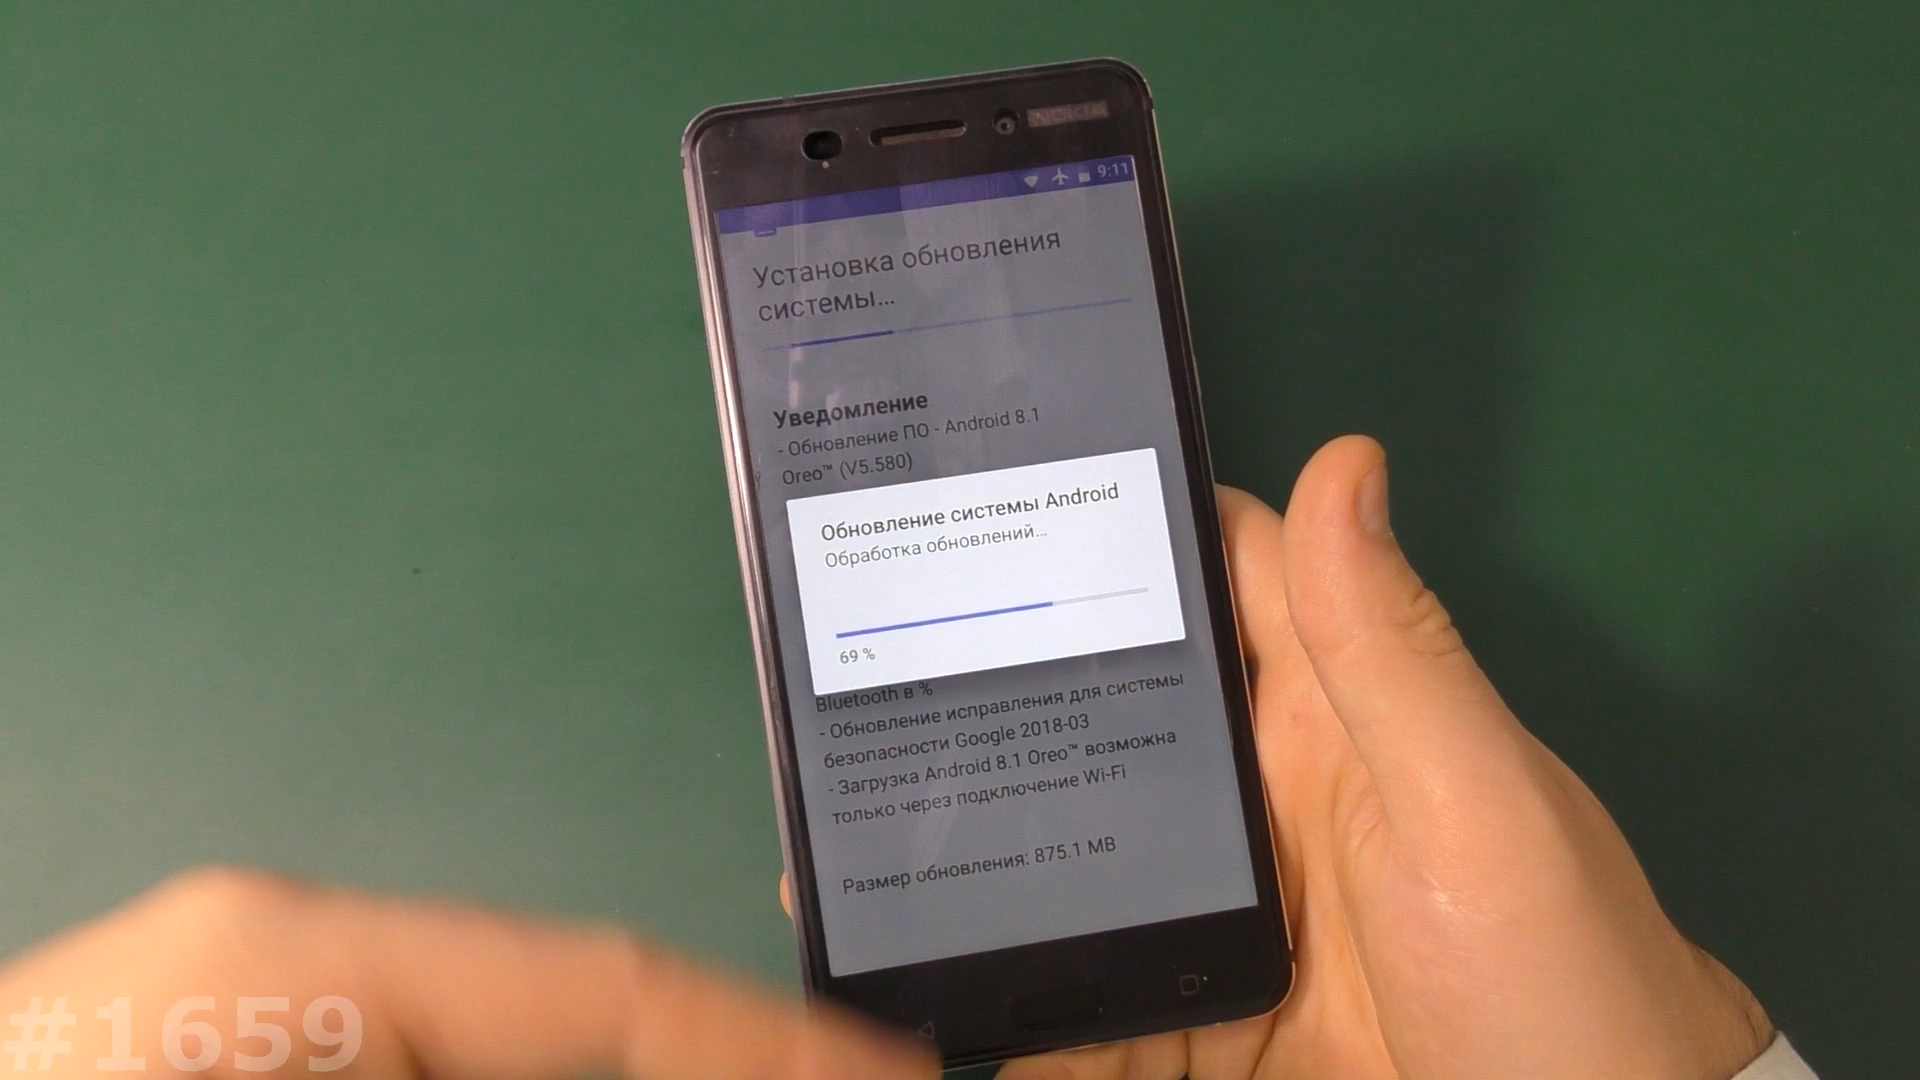 NOKIA
9:11
Установка обновления
системы...
Уведомление
- Обновление ПО - Android 8.1
Oreo™ (V5.580)
Обновление системы Android
Обработка обновлений...
69 %
Bluetooth в %
- Обновление исправления для системы
безопасности Google 2018-03
- Загрузка Android 8.1 Oreo™ возможна
только через подключение Wi-Fi
Размер обновления: 875.1 MB
#1659